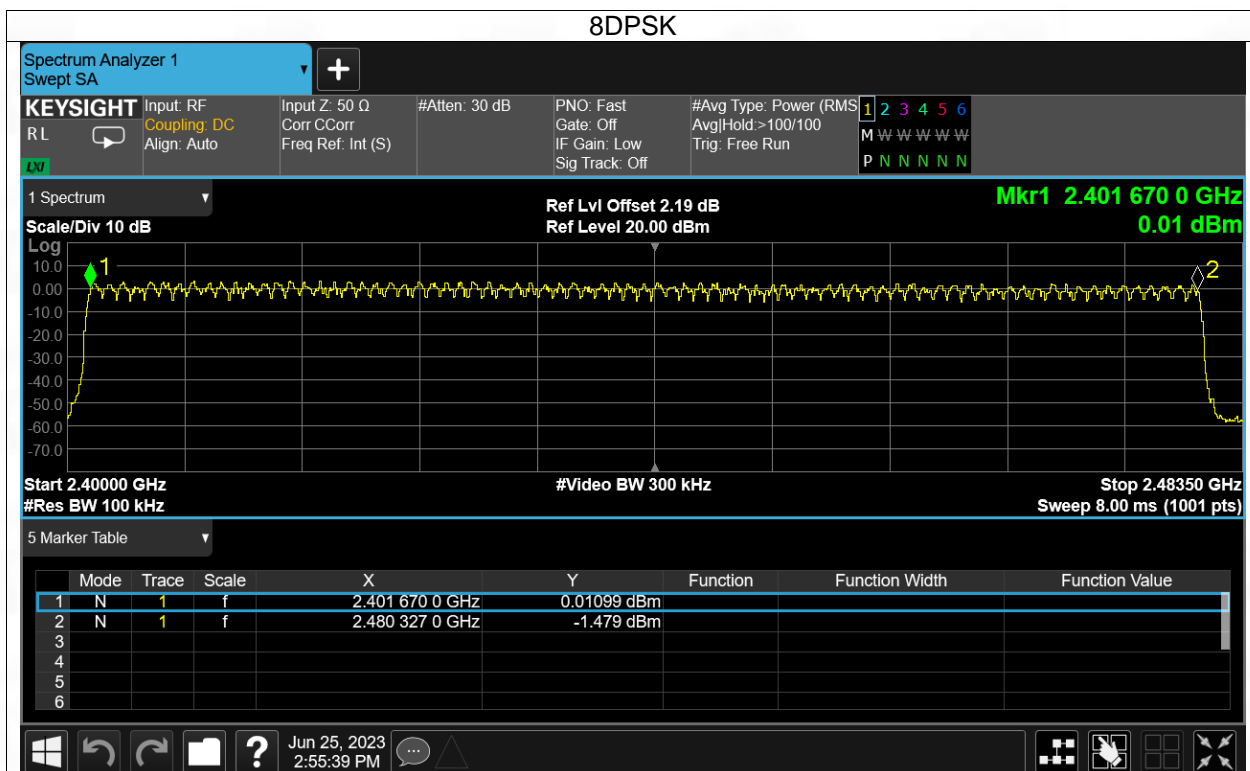 8DPSK
Spectrum Analyzer 1
Swept SA
+
KEYSIGHT Input: RF Input Z: 50 Ω #Atten: 30 dB PNO: Fast #Avg Type: Power (RMS 1 2 3 4 5 6
RL Coupling: DC Corr CCorr Gate: Off Avg|Hold:>100/100 M W W W W W
Align: Auto Freq Ref: Int (S) IF Gain: Low Trig: Free Run
LXI Sig Track: Off P N N N N N
1 Spectrum Ref Lvl Offset 2.19 dB Mkr1 2.401 670 0 GHz
Scale/Div 10 dB Ref Level 20.00 dBm 0.01 dBm
Log
10.0 1 2
0.00
-10.0
-20.0
-30.0
-40.0
-50.0
-60.0
-70.0
Start 2.40000 GHz #Video BW 300 kHz Stop 2.48350 GHz
#Res BW 100 kHz Sweep 8.00 ms (1001 pts)
5 Marker Table
Mode Trace Scale X Y Function Function Width Function Value
1 N 1 f 2.401 670 0 GHz 0.01099 dBm
2 N 1 f 2.480 327 0 GHz -1.479 dBm
3
4
5
6
? Jun 25, 2023
2:55:39 PM